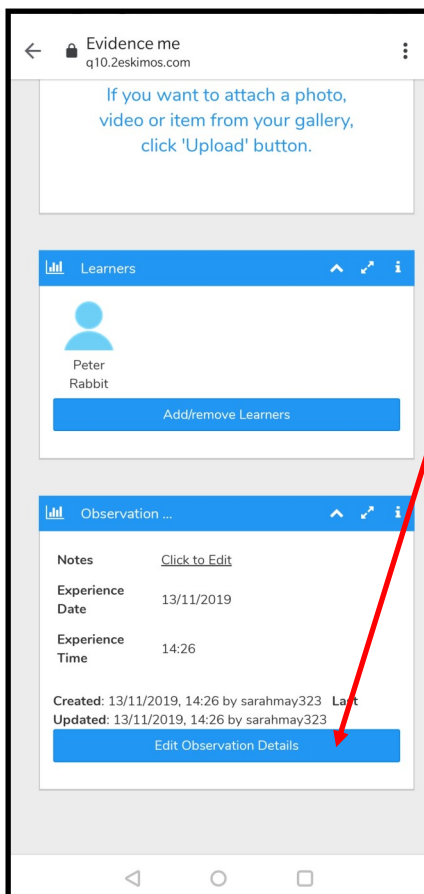 Evidence me
q10.2eskimos.com
If you want to attach a photo,
video or item from your gallery,
click 'Upload' button.
Learners
Peter
Rabbit
Add/remove Learners
Observation ...
Notes Click to Edit
Experience
Date 13/11/2019
Experience
Time 14:26
Created: 13/11/2019, 14:26 by sarahmay323 Last
Updated: 13/11/2019, 14:26 by sarahmay323
Edit Observation Details